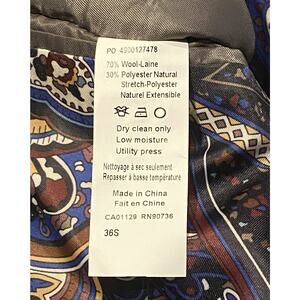 PO 4900127478
70% Wool-Laine
30% Polyester Natural
Stretch-Polyester
Naturel Extensible
Dry clean only
Low moisture
Utility press
Nettoyage à sec seulement
Repasser à basse température
Made in China
Fait en Chine
CA01129 RN90736
36S